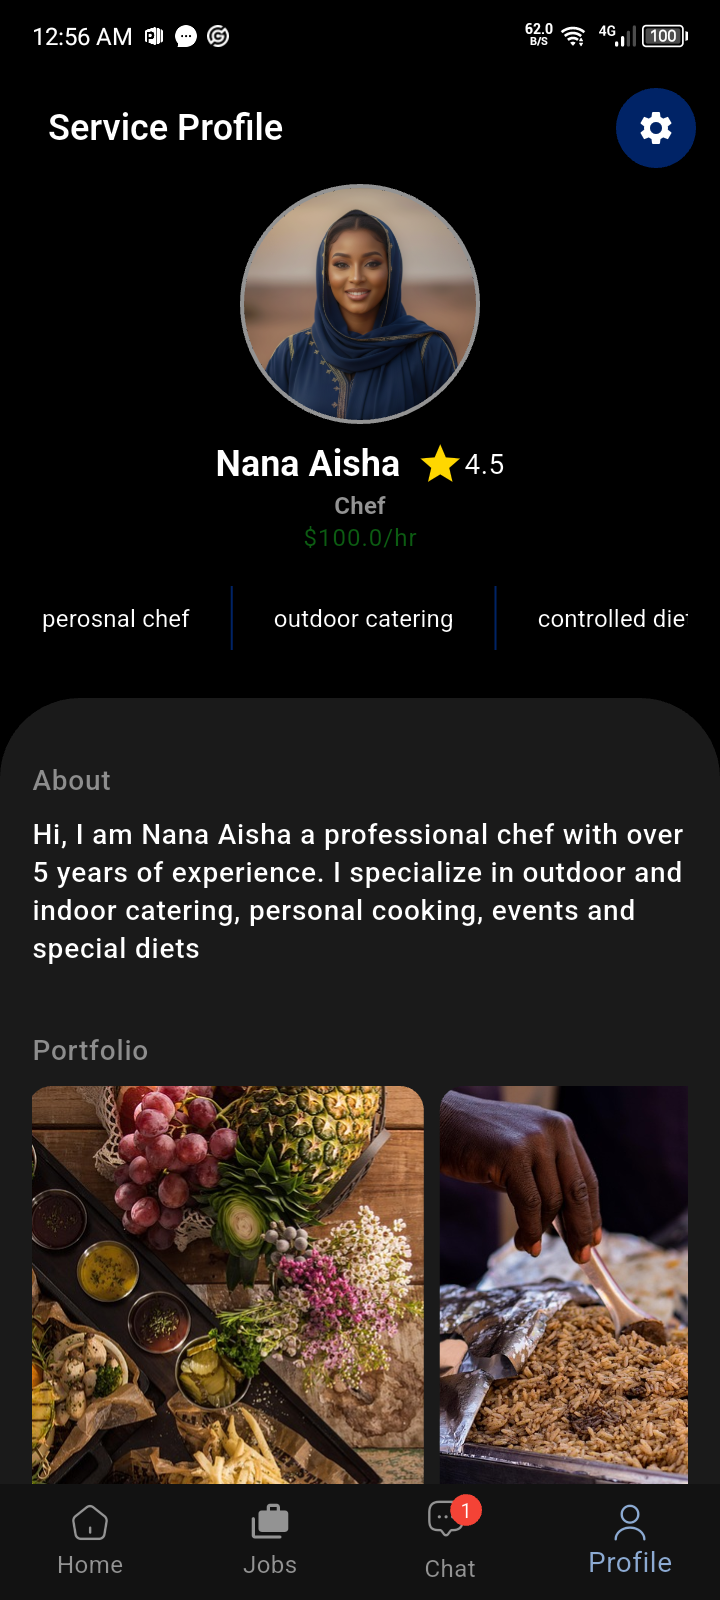 12:56 AM
62.0
B/S
4G
100
Service Profile
Nana Aisha 4.5
Chef
$100.0/hr
perosnal chef
outdoor catering
controlled diet
About
Hi, I am Nana Aisha a professional chef with over
5 years of experience. I specialize in outdoor and
indoor catering, personal cooking, events and
special diets
Portfolio
1
Home
Jobs
Chat
Profile